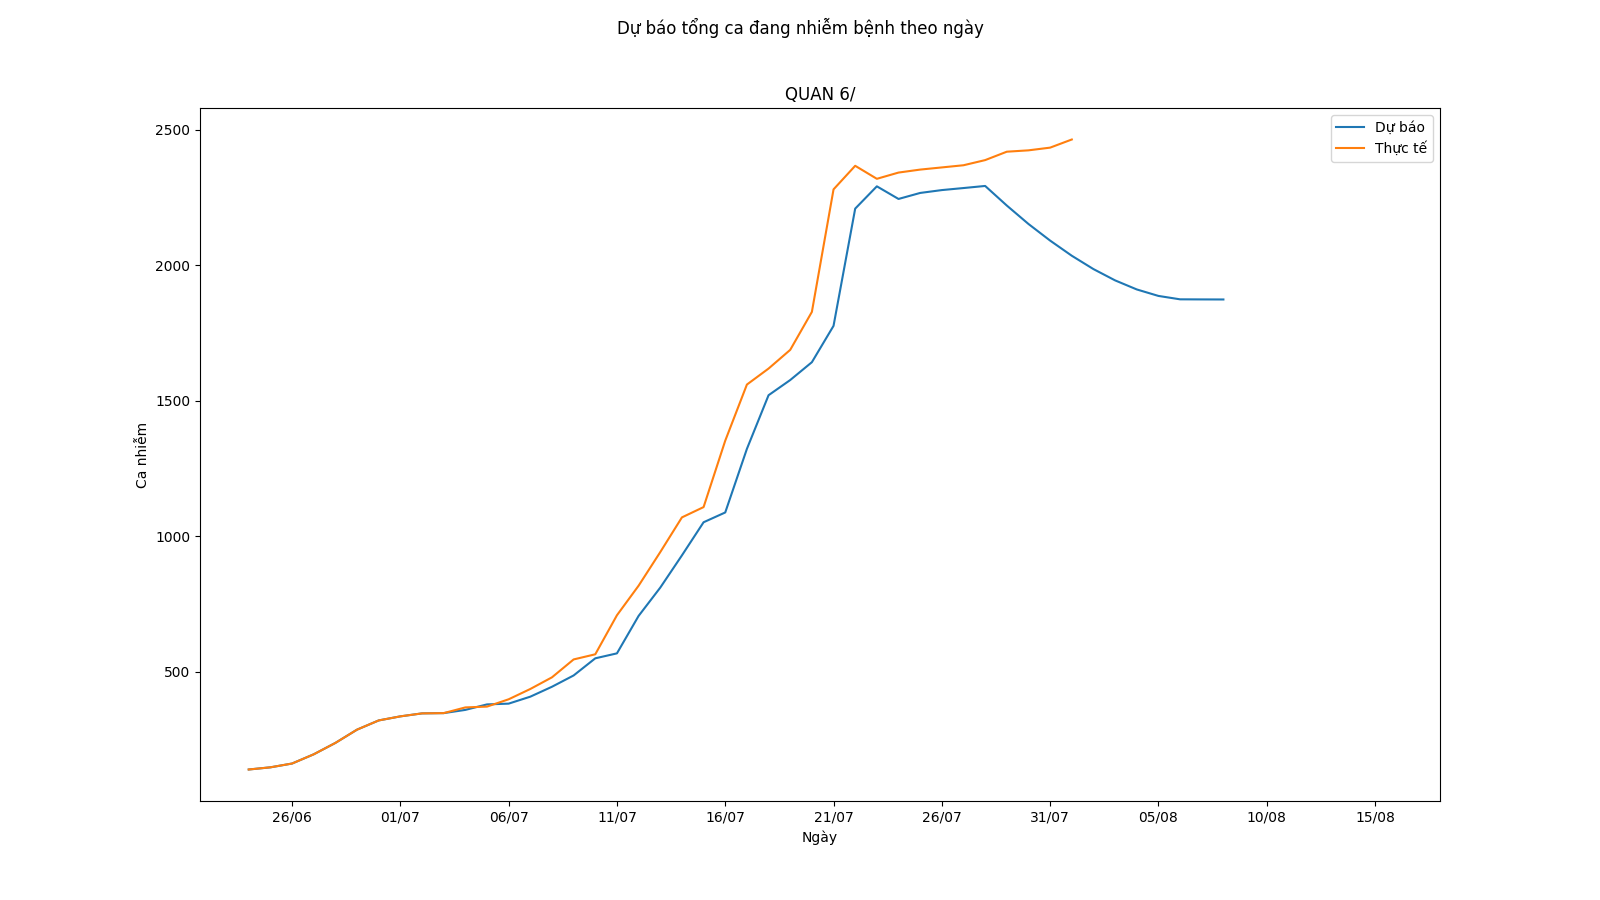 Dự báo tổng ca đang nhiễm bệnh theo ngày
QUAN 6/
Dự báo
Thực tế
2500
2000
1500
1000
500
Ca nhiễm
26/06 01/07 06/07 11/07 16/07 21/07 26/07 31/07 05/08 10/08 15/08
Ngày